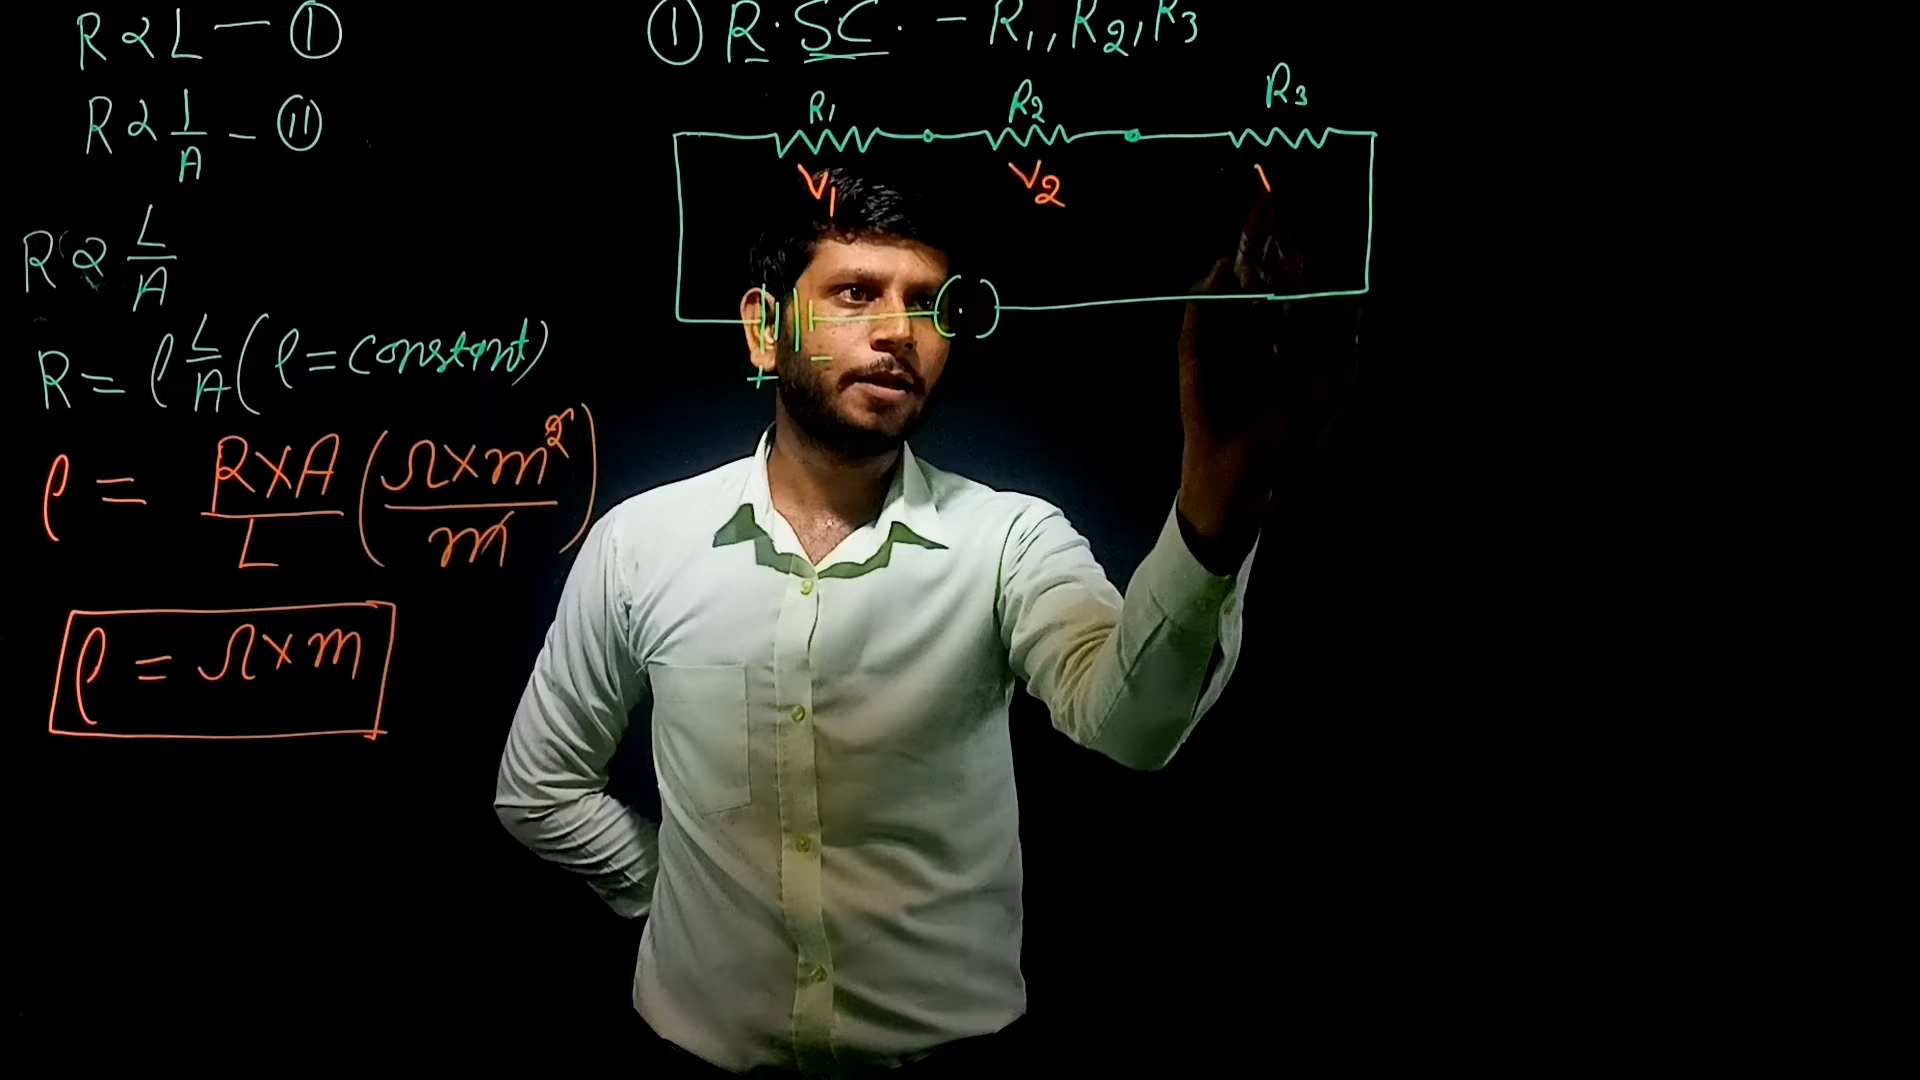 R ∝ L — ①
R ∝ 1/A — ⑪
R ∝ L/A
R = ρ L/A (ρ = constant)
ρ = R×A/L (Ω×m²/m)
ρ = Ω×m
① R. SC. — R₁, R₂, R₃
R₁ R₂ R₃
V₁ V₂
+ −